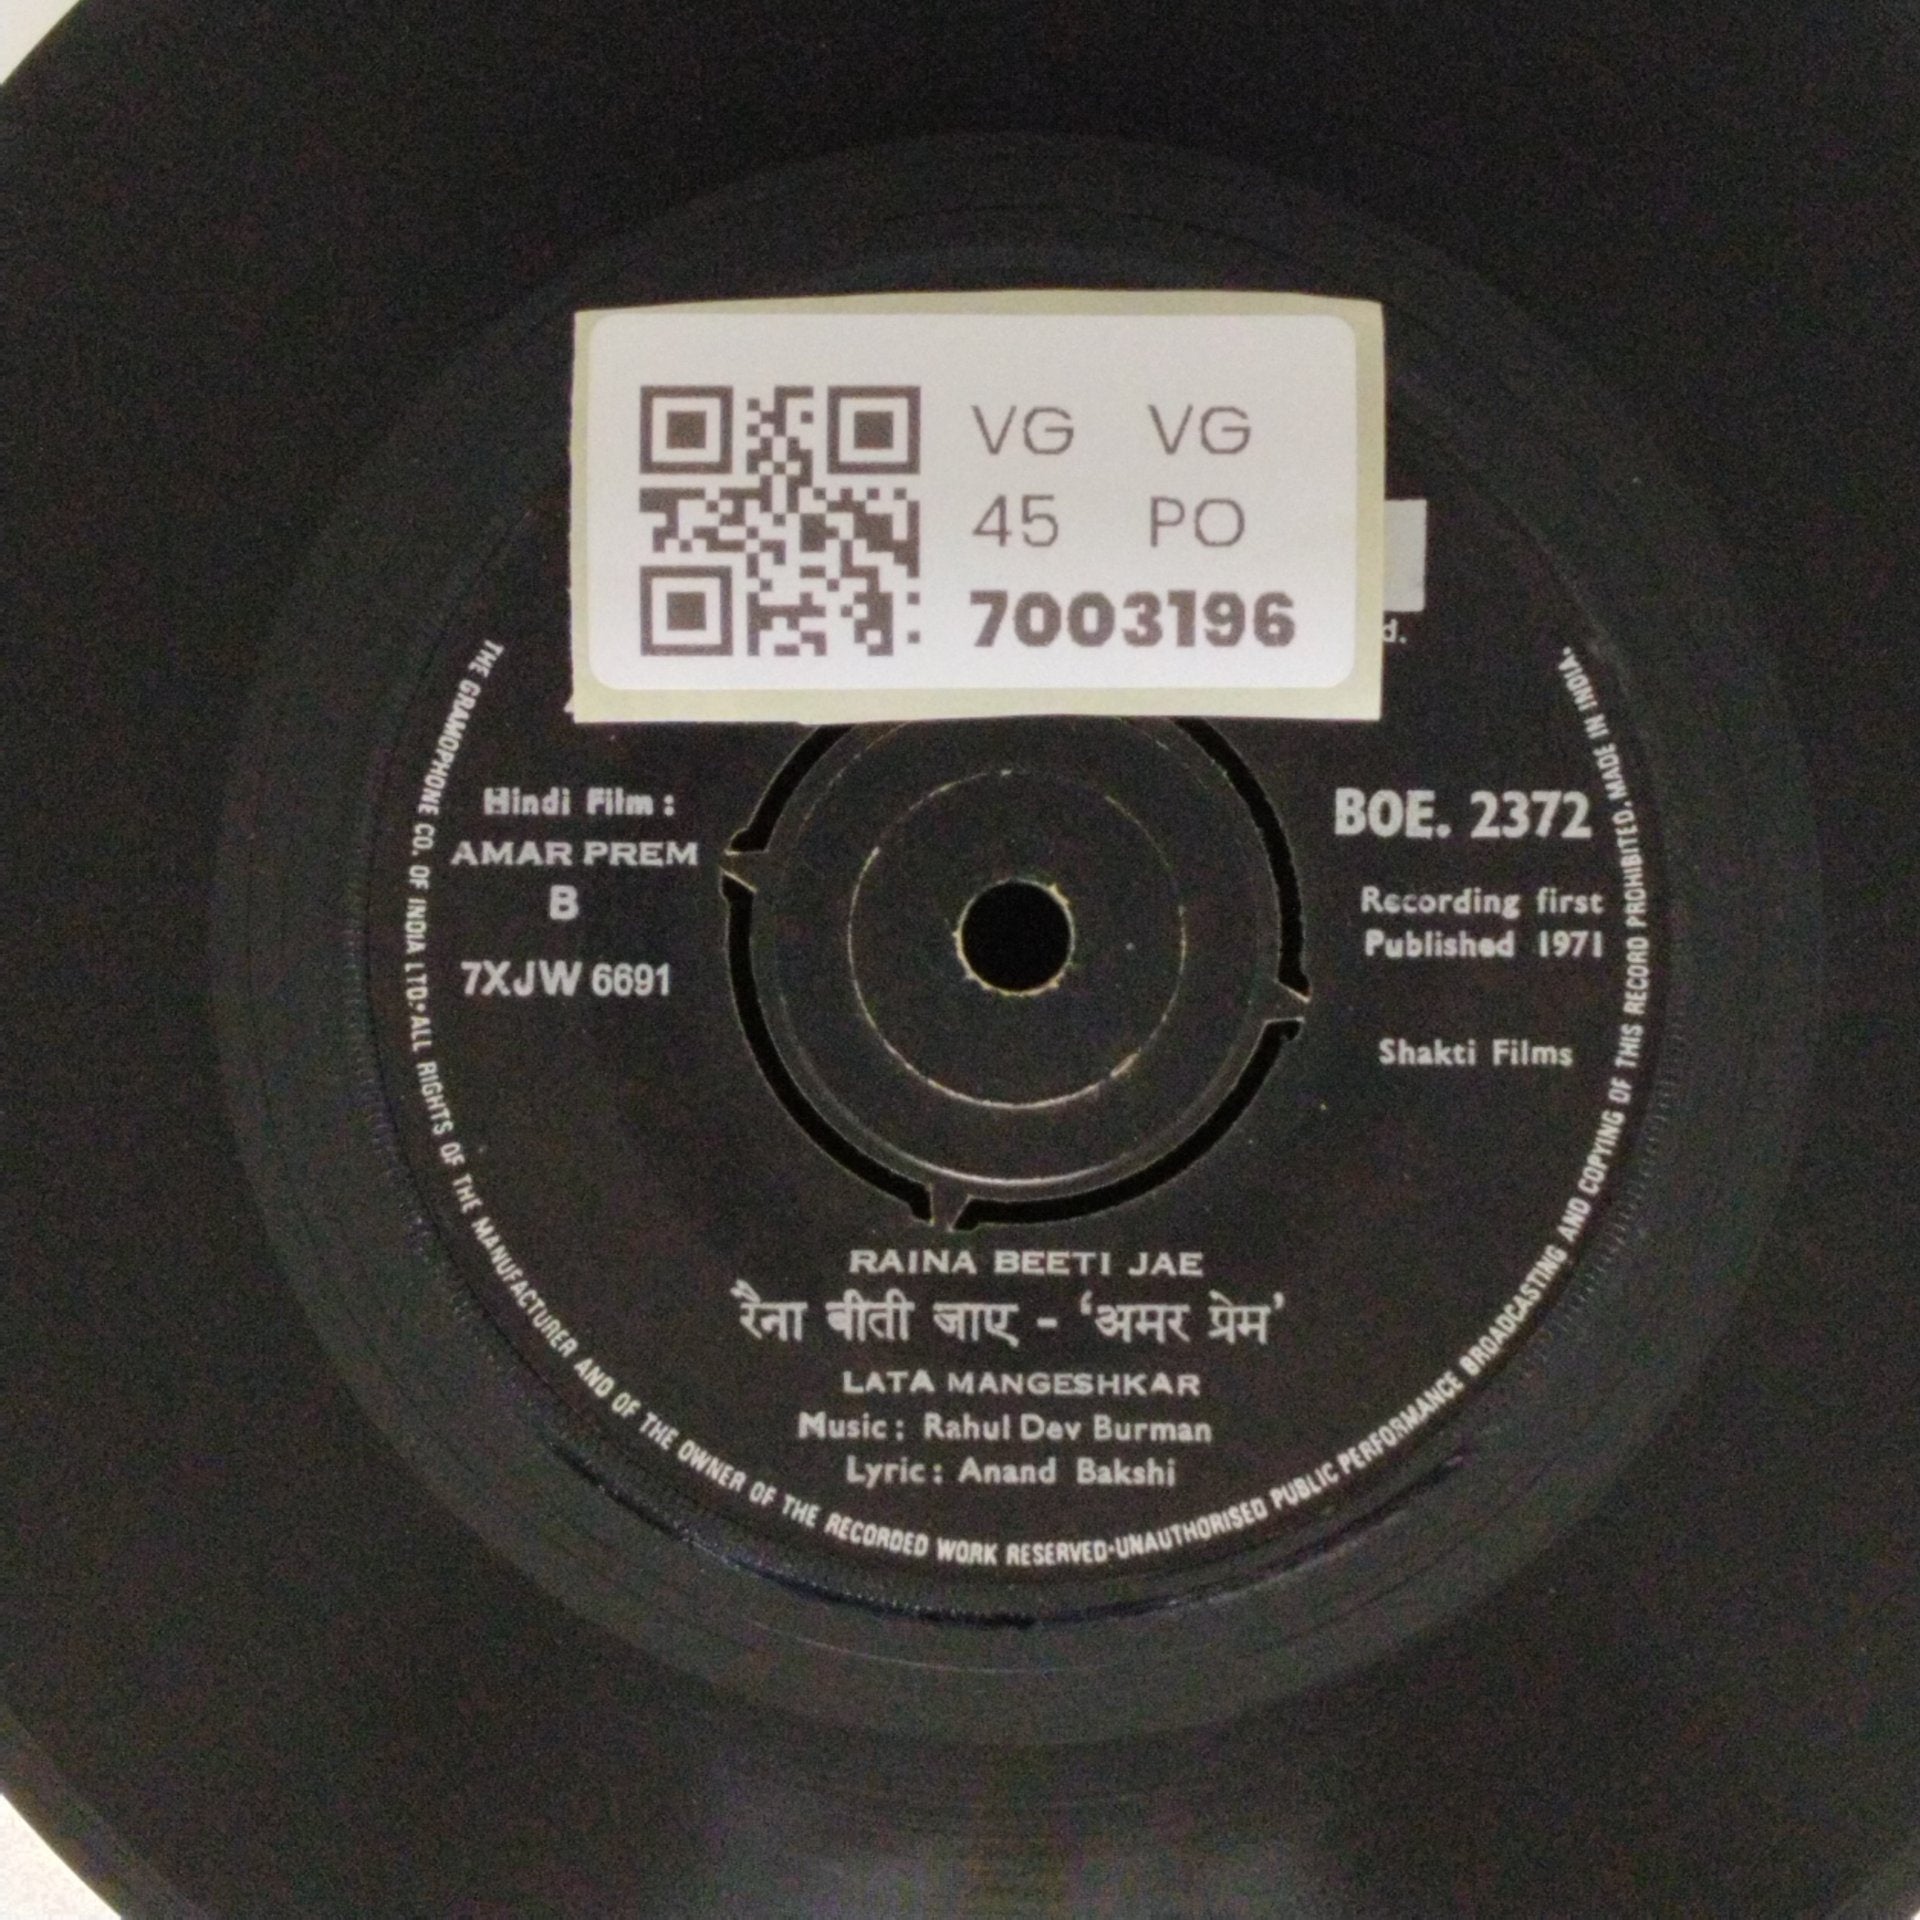 VG VG
45 PO
7003196
d.
Hindi Film :
AMAR PREM
B
7XJW 6691
BOE. 2372
Recording first
Published 1971
Shakti Films
RAINA BEETI JAE
रैना बीती जाए - ‘अमर प्रेम’
LATA MANGESHKAR
Music : Rahul Dev Burman
Lyric : Anand Bakshi
THE GRAMOPHONE CO. OF INDIA LTD•ALL RIGHTS OF THE MANUFACTURER AND OF THE OWNER OF THE RECORDED WORK RESERVED•UNAUTHORISED PUBLIC PERFORMANCE BROADCASTING AND COPYING OF THIS RECORD PROHIBITED. MADE IN INDIA.